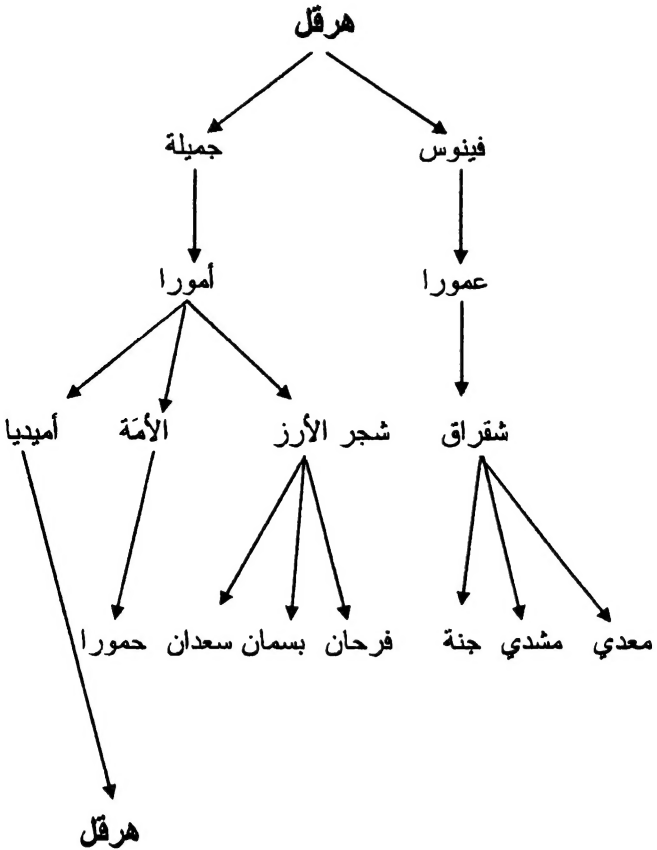 هرقل
فينوس جميلة
عمورا أمورا
شقراق شجر الأرز الأمَة أميديا
معدي مشدي جنة فرحان بسمان سعدان حمورا
هرقل